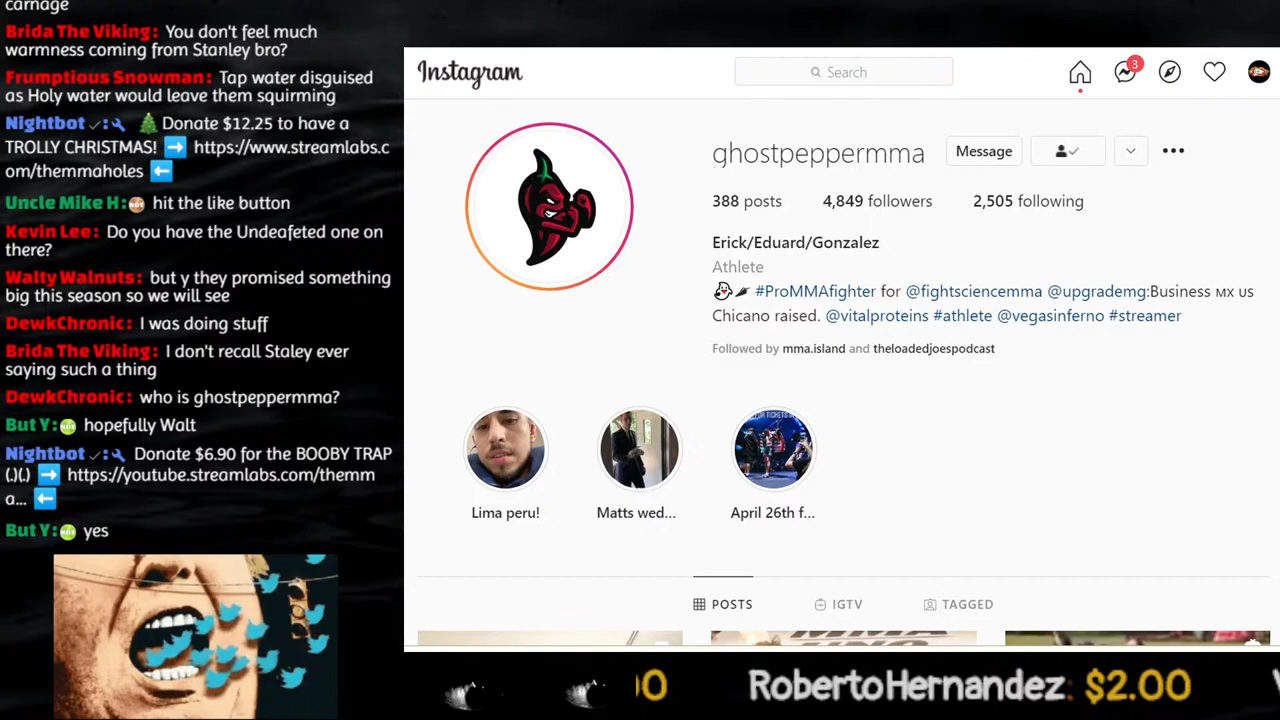 carnage
Brida The Viking: You don't feel much
warmness coming from Stanley bro?
Frumptious Snowman: Tap water disguised
as Holy water would leave them squirming
Nightbot ✓:🔧 🎄 Donate $12.25 to have a
TROLLY CHRISTMAS! ➡️ https://www.streamlabs.c
om/themmaholes ⬅️
Uncle Mike H: hit the like button
Kevin Lee: Do you have the Undeafeted one on
there?
Walty Walnuts: but y they promised something
big this season so we will see
DewkChronic: I was doing stuff
Brida The Viking: I don't recall Staley ever
saying such a thing
DewkChronic: who is ghostpeppermma?
But Y: hopefully Walt
Nightbot ✓:🔧 Donate $6.90 for the BOOBY TRAP
(.)(.) ➡️ https://youtube.streamlabs.com/themm
a... ⬅️
But Y: yes
Instagram
Search
3
ghostpeppermma
Message
388 posts 4,849 followers 2,505 following
Erick/Eduard/Gonzalez
Athlete
👻🌶 #ProMMAfighter for @fightsciencemma @upgrademg:Business мx us
Chicano raised. @vitalproteins #athlete @vegasinferno #streamer
Followed by mma.island and theloadedjoespodcast
Lima peru!
Matts wed...
April 26th f...
POSTS
IGTV
TAGGED
RobertoHernandez: $2.00